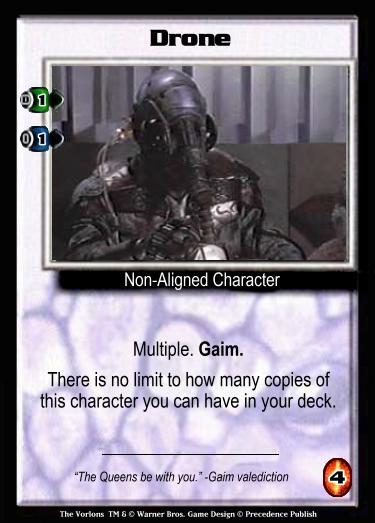 Drone
D 1
I 1
Non-Aligned Character
Multiple. Gaim.
There is no limit to how many copies of
this character you can have in your deck.
"The Queens be with you." -Gaim valediction
4
The Vorlons TM & © Warner Bros. Game Design © Precedence Publish